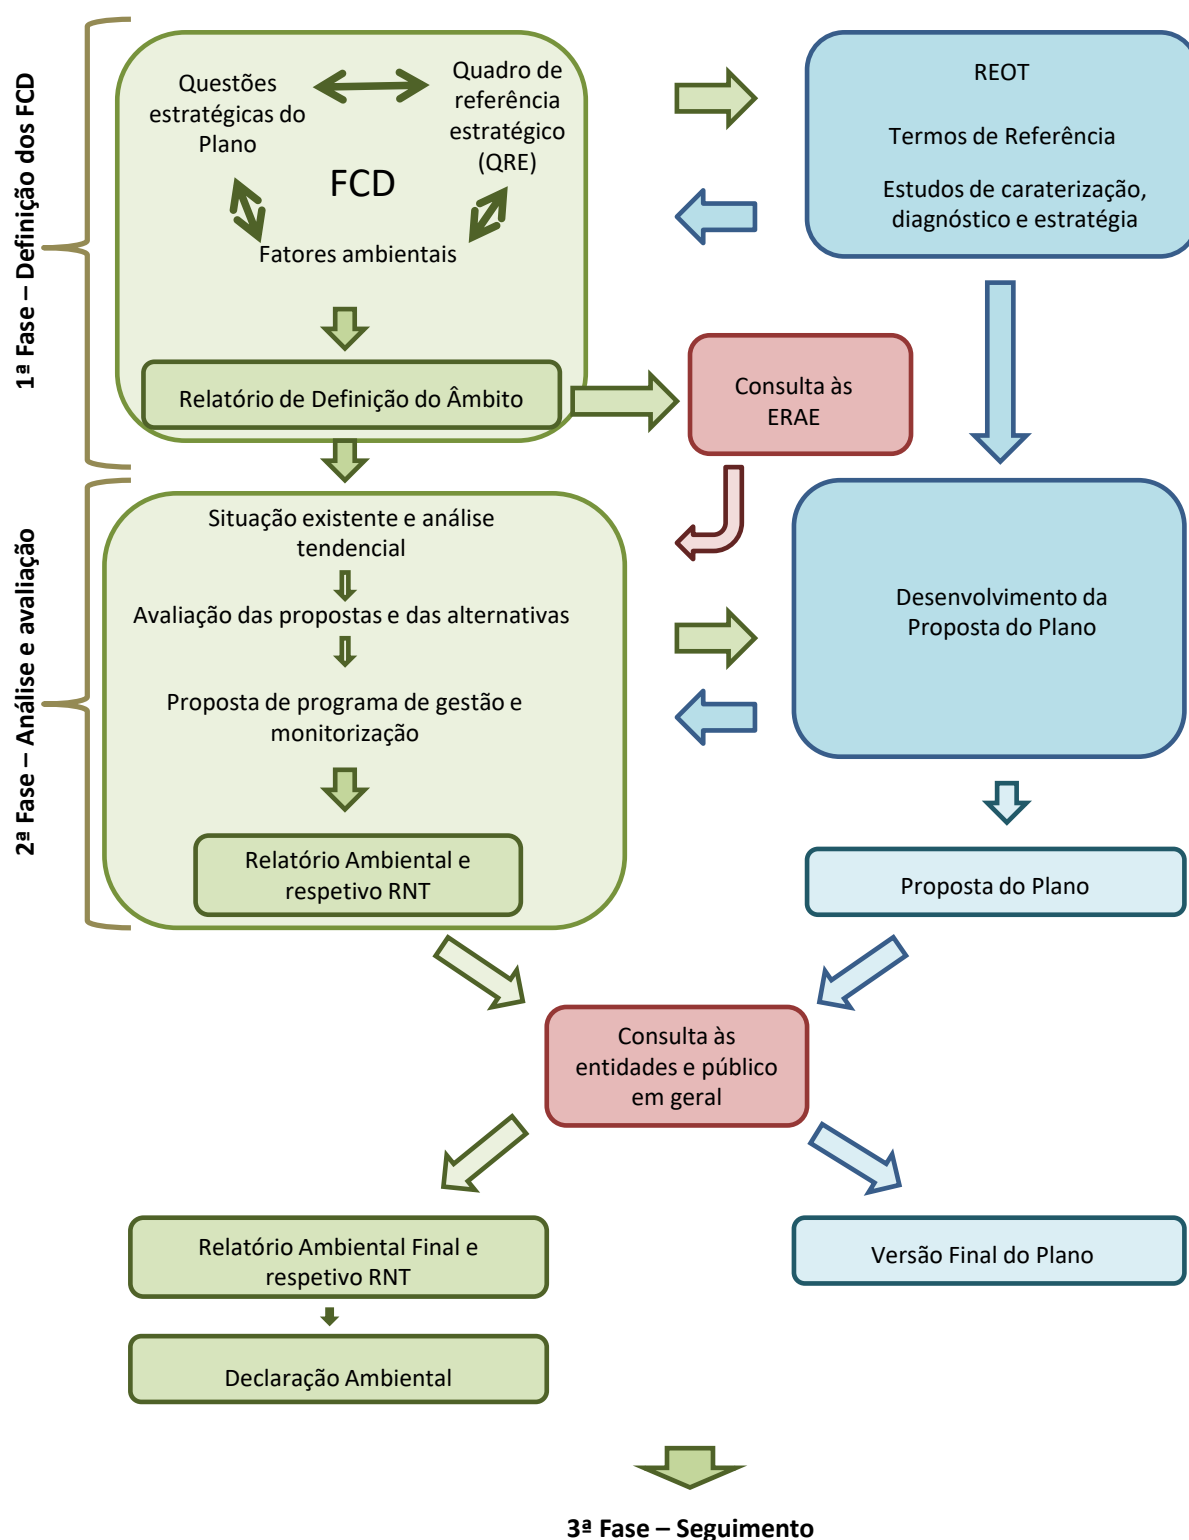 1ª Fase – Definição dos FCD
Questões
estratégicas do
Plano
Quadro de
referência
estratégico
(QRE)
FCD
Fatores ambientais
Relatório de Definição do Âmbito
REOT
Termos de Referência
Estudos de caraterização,
diagnóstico e estratégia
Consulta às
ERAE
2ª Fase – Análise e avaliação
Situação existente e análise
tendencial
Avaliação das propostas e das alternativas
Proposta de programa de gestão e
monitorização
Relatório Ambiental e
respetivo RNT
Desenvolvimento da
Proposta do Plano
Proposta do Plano
Consulta às
entidades e público
em geral
Relatório Ambiental Final e
respetivo RNT
Versão Final do Plano
Declaração Ambiental
3ª Fase – Seguimento